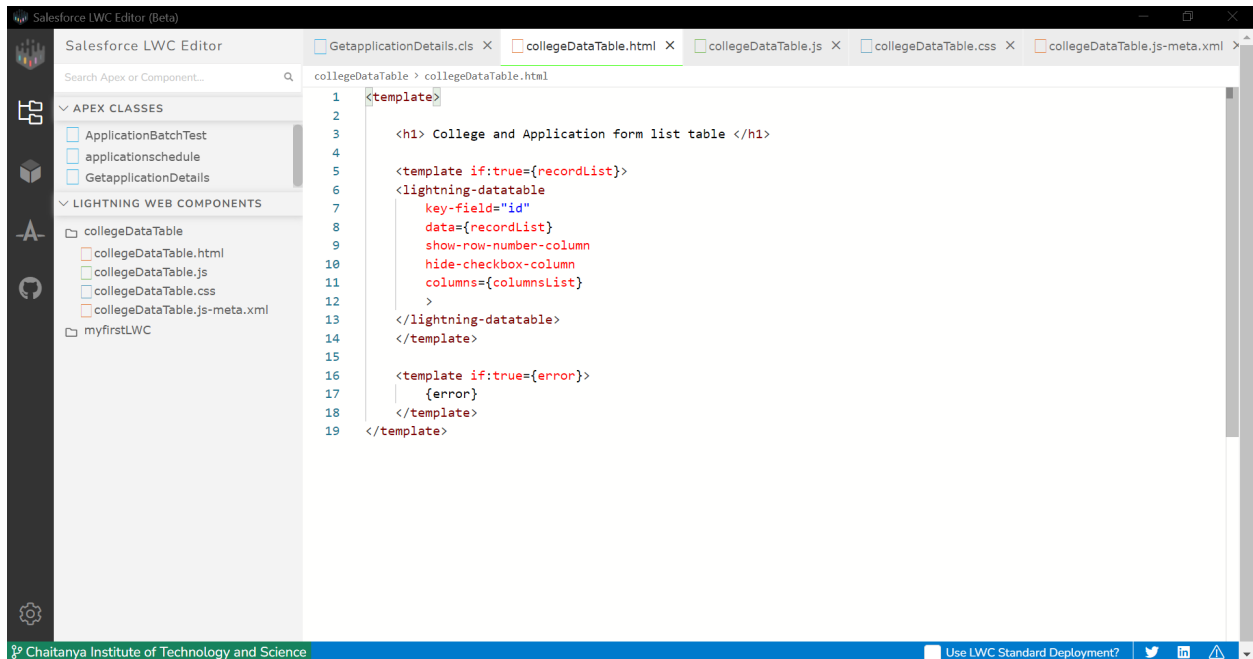 Salesforce LWC Editor (Beta)
Salesforce LWC Editor
Search Apex or Component...
APEX CLASSES
ApplicationBatchTest
applicationschedule
GetapplicationDetails
LIGHTNING WEB COMPONENTS
collegeDataTable
collegeDataTable.html
collegeDataTable.js
collegeDataTable.css
collegeDataTable.js-meta.xml
myfirstLWC
GetapplicationDetails.cls
collegeDataTable.html
collegeDataTable.js
collegeDataTable.css
collegeDataTable.js-meta.xml
collegeDataTable > collegeDataTable.html
1 <template>
2
3 <h1> College and Application form list table </h1>
4
5 <template if:true={recordList}>
6 <lightning-datatable
7 key-field="id"
8 data={recordList}
9 show-row-number-column
10 hide-checkbox-column
11 columns={columnsList}
12 >
13 </lightning-datatable>
14 </template>
15
16 <template if:true={error}>
17 {error}
18 </template>
19 </template>
Chaitanya Institute of Technology and Science
Use LWC Standard Deployment?
in